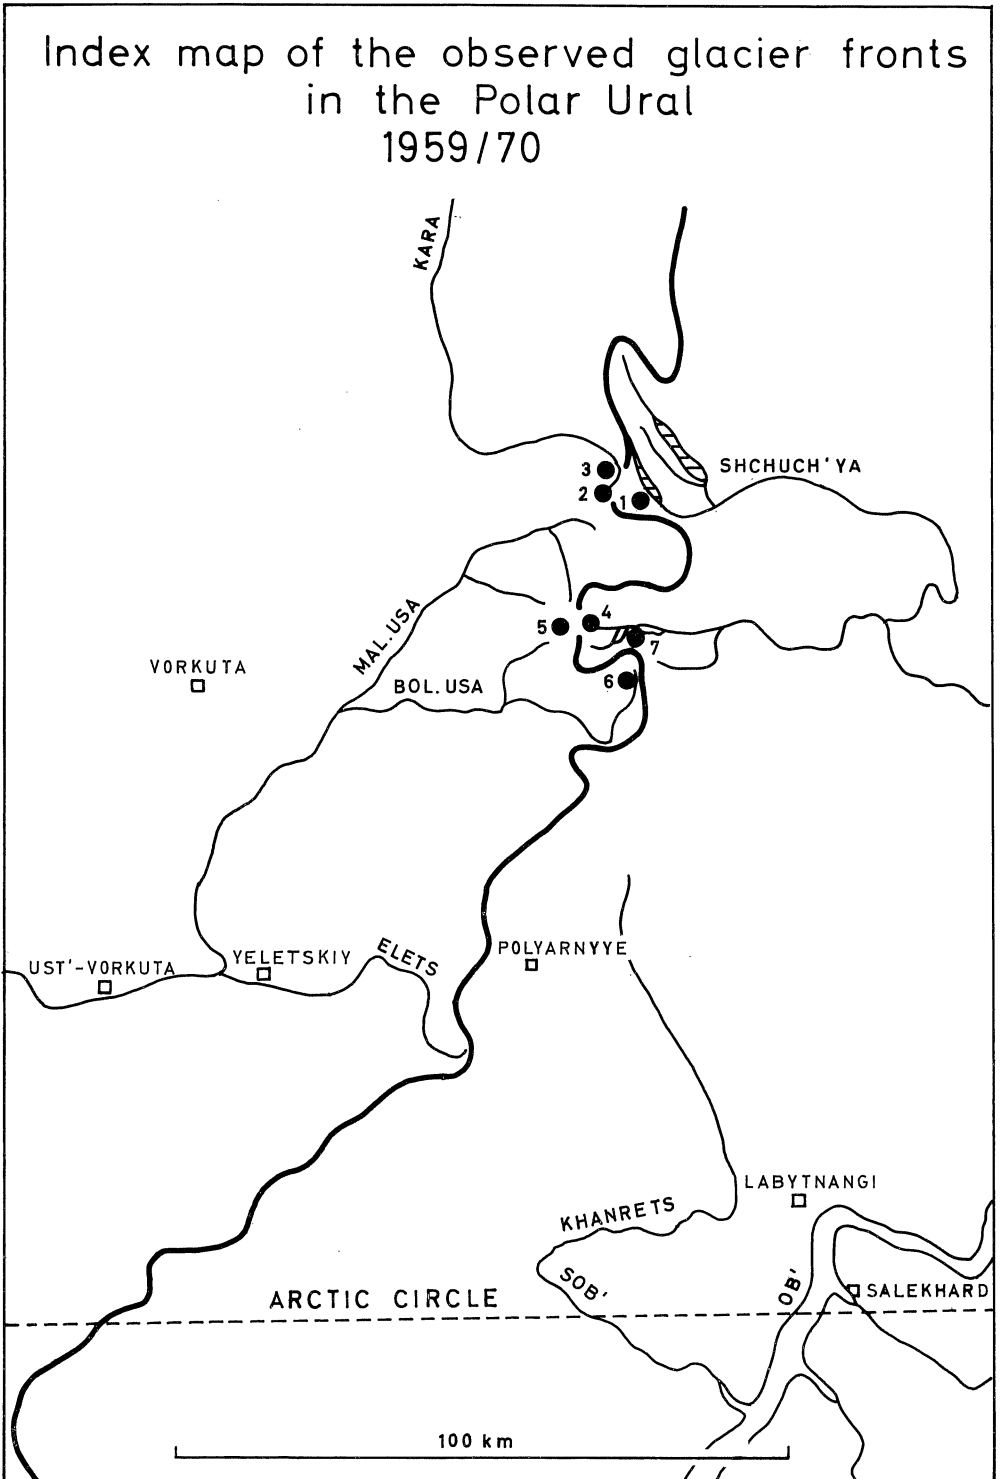 Index map of the observed glacier fronts
in the Polar Ural
1959/70
KARA
SHCHUCH'YA
3
2
1
MAL. USA
4
5
7
VORKUTA
BOL. USA
6
POLYARNYYE
YELETSKIY
ELETS
UST'-VORKUTA
LABYTNANGI
KHANRETS
SOB'
OB'
SALEKHARD
ARCTIC CIRCLE
100 km